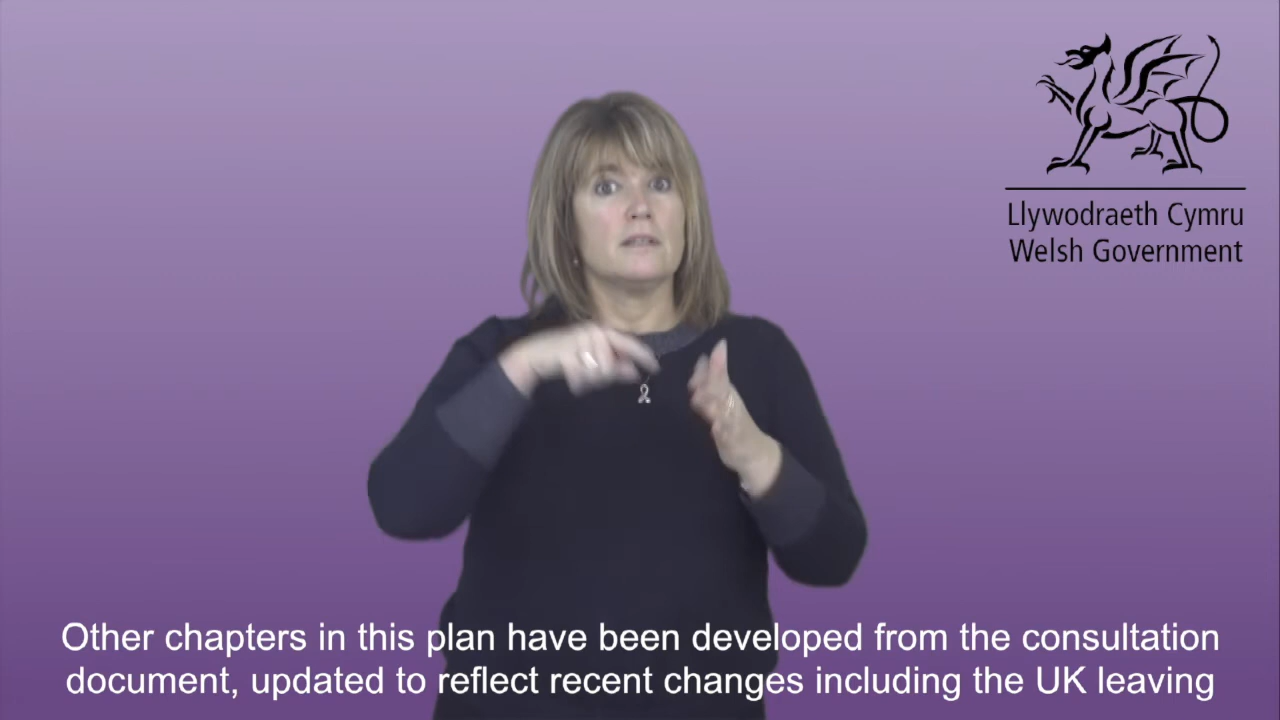 Llywodraeth Cymru
Welsh Government
Other chapters in this plan have been developed from the consultation
document, updated to reflect recent changes including the UK leaving